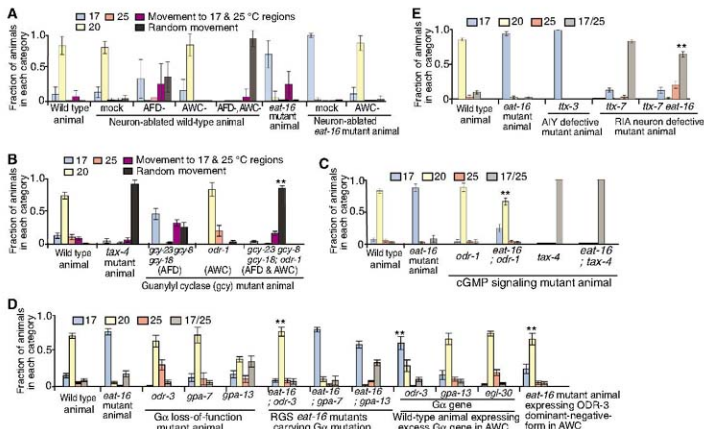 A
17 25 Movement to 17 & 25 °C regions
20 Random movement
Fraction of animals
in each category
1.0
0.5
0
Wild type
animal
mock AFD- AWC- AFD-, AWC-
Neuron-ablated wild-type animal
eat-16
mutant
animal
mock AWC-
Neuron-ablated
eat-16 mutant animal
E
17 20 25 17/25
Fraction of animals
in each category
1.0
0.5
0
Wild type
animal
eat-16
mutant
animal
ttx-3
AIY defective
mutant animal
ttx-7 ttx-7 eat-16
RIA neuron defective
mutant animal
**
B
17 25 Movement to 17 & 25 °C regions
20 Random movement
Fraction of animals
in each category
1.0
0.5
0
Wild type
animal
tax-4
mutant
animal
gcy-23 gcy-8
gcy-18
(AFD)
odr-1
(AWC)
gcy-23 gcy-8
gcy-18; odr-1
(AFD & AWC)
**
Guanylyl cyclase (gcy) mutant animal
C
17 20 25 17/25
Fraction of animals
in each category
1.0
0.5
0
Wild type
animal
eat-16
mutant
animal
odr-1
eat-16
; odr-1
tax-4
eat-16
; tax-4
**
cGMP signaling mutant animal
D
17 20 25 17/25
Fraction of animals
in each category
1.0
0.5
0
Wild type
animal
eat-16
mutant
animal
odr-3 gpa-7 gpa-13
Gα loss-of-function
mutant animal
**
eat-16
; odr-3
eat-16
; gpa-7
eat-16
; gpa-13
RGS eat-16 mutants
carrying Gα mutation
**
odr-3 gpa-13 egl-30
Gα gene
Wild-type animal expressing
excess Gα gene in AWC
**
eat-16 mutant animal
expressing ODR-3
dominant-negative-
form in AWC